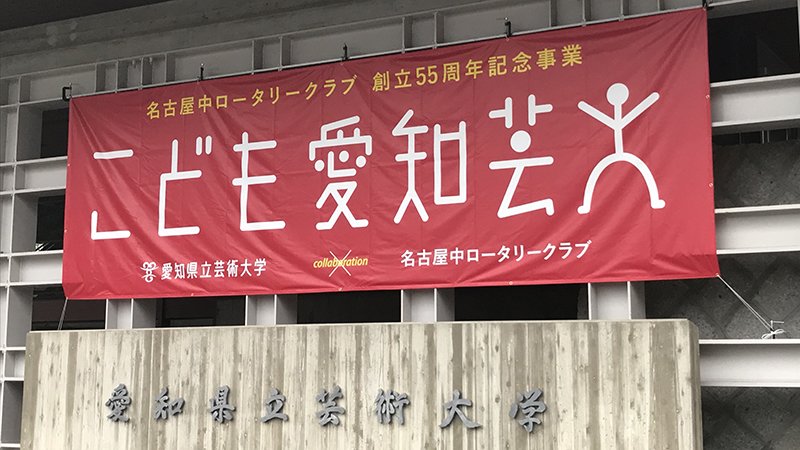 名古屋中ロータリークラブ 創立55周年記念事業
こども愛知芸大
愛知県立芸術大学 collaboration 名古屋中ロータリークラブ
愛知県立芸術大学